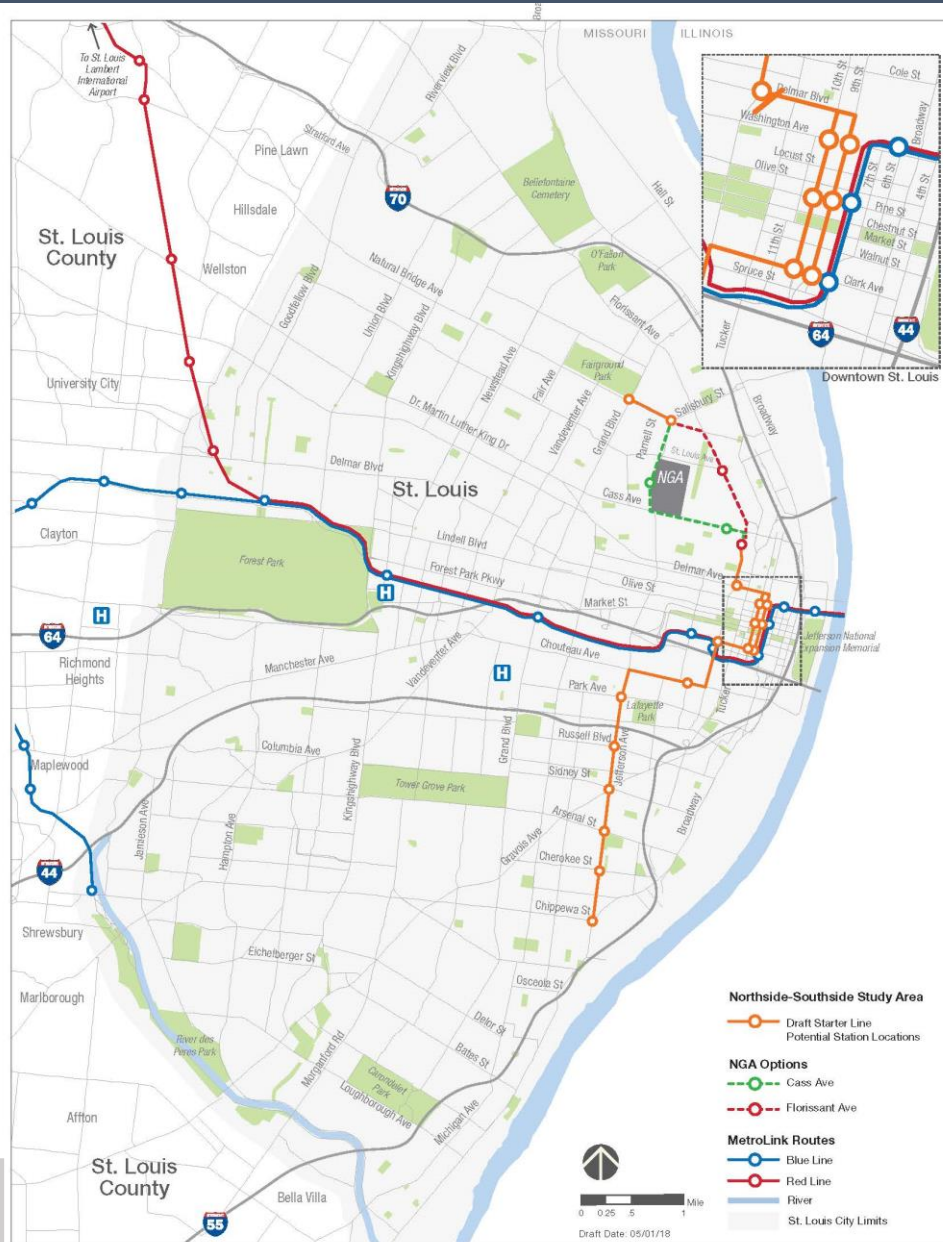 MISSOURI
ILLINOIS
To St. Louis
Lambert
International
Airport
Riverview Blvd
Stratford Ave
Pine Lawn
70
Hall St
Bellefontaine
Cemetery
Hillsdale
St. Louis
County
Wellston
O'Fallon
Park
Natural Bridge Ave
Goodfellow Blvd
Union Blvd
Kingshighway Blvd
Florissant Ave
Newstead Ave
Fair Ave
Fairground
Park
University City
Dr. Martin Luther King Dr
Vandeventer Ave
Grand Blvd
Parnell St
Salisbury St
Broadway
St. Louis Ave
Delmar Blvd
St. Louis
NGA
Cass Ave
Clayton
Lindell Blvd
Forest Park
Forest Park Pkwy
Delmar Ave
Olive St
Market St
H
H
64
Jefferson National
Expansion Memorial
Richmond
Heights
Manchester Ave
Vandeventer Ave
Chouteau Ave
H
Park Ave
Tucker
Lafayette
Park
Russell Blvd
Grand Blvd
Jefferson Ave
Columbia Ave
Maplewood
Kingshighway Blvd
Sidney St
Tower Grove Park
Jamieson Ave
Hampton Ave
Arsenal St
Broadway
Gravois Ave
Cherokee St
44
Chippewa St
Shrewsbury
Eichelberger St
Osceola St
Marlborough
Delor St
River des
Peres Park
Morganford Rd
Bates St
Carondelet
Park
Loughborough Ave
Michigan Ave
Affton
St. Louis
County
Bella Villa
55
10th St
9th St
Cole St
Delmar Blvd
Broadway
Washington Ave
Locust St
Olive St
7th St
6th St
4th St
Pine St
Chestnut St
Market St
Walnut St
11th St
Spruce St
Clark Ave
Tucker
64
44
Downtown St. Louis
Northside-Southside Study Area
Draft Starter Line
Potential Station Locations
NGA Options
Cass Ave
Florissant Ave
MetroLink Routes
Blue Line
Red Line
River
St. Louis City Limits
Mile
0 0.25 .5 1
Draft Date: 05/01/18